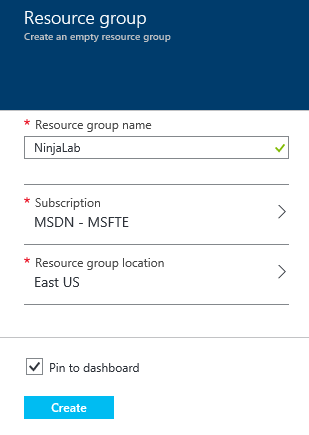 Resource group
Create an empty resource group
* Resource group name
NinjaLab
* Subscription
MSDN - MSFTE
* Resource group location
East US
Pin to dashboard
Create